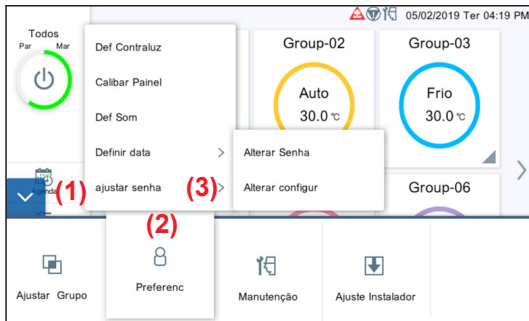 05/02/2019 Ter 04:19 PM
Todos
Par Mar
Group-02
Auto
30.0 °C
Group-03
Frio
30.0 °C
Def Contraluz
Calibar Painel
Def Som
Definir data >
ajustar senha >
Alterar Senha
Alterar configur
Agenda
Group-06
(1)
(2)
(3)
Ajustar Grupo
Preferenc
Manutenção
Ajuste Instalador